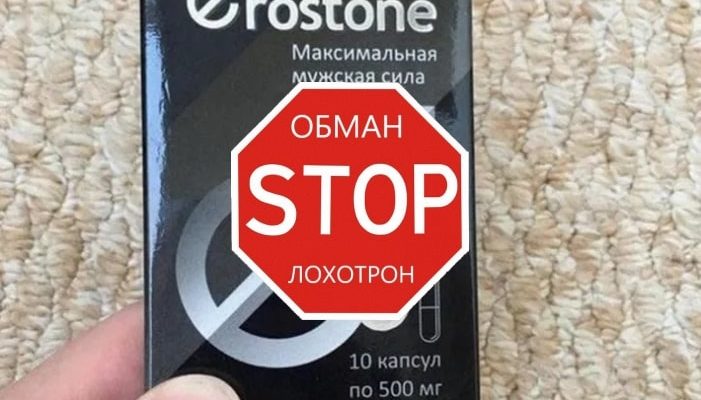 erostone
Максимальная
мужская сила
ОБМАН
STOP
ЛОХОТРОН
10 капсул
по 500 мг